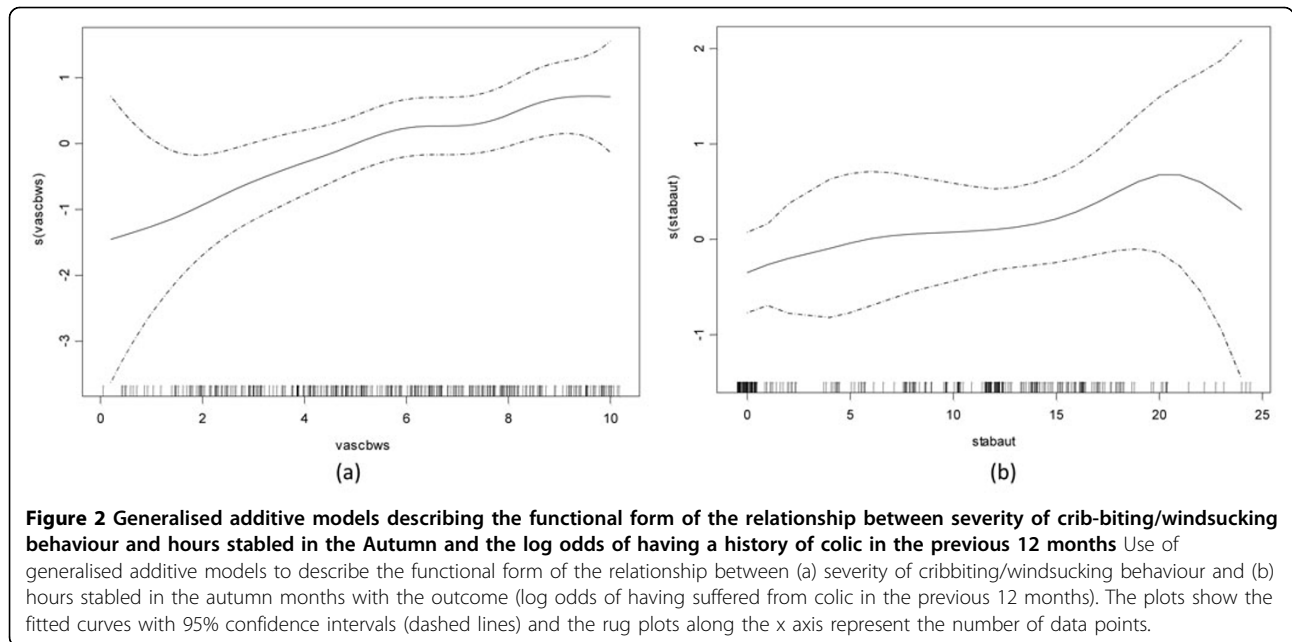 1
0
-1
-2
-3
s(vascbws)
0
2
4
6
8
10
vascbws
(a)
2
1
0
-1
s(stabaut)
0
5
10
15
20
25
stabaut
(b)
Figure 2 Generalised additive models describing the functional form of the relationship between severity of crib-biting/windsucking
behaviour and hours stabled in the Autumn and the log odds of having a history of colic in the previous 12 months Use of
generalised additive models to describe the functional form of the relationship between (a) severity of cribbiting/windsucking behaviour and (b)
hours stabled in the autumn months with the outcome (log odds of having suffered from colic in the previous 12 months). The plots show the
fitted curves with 95% confidence intervals (dashed lines) and the rug plots along the x axis represent the number of data points.